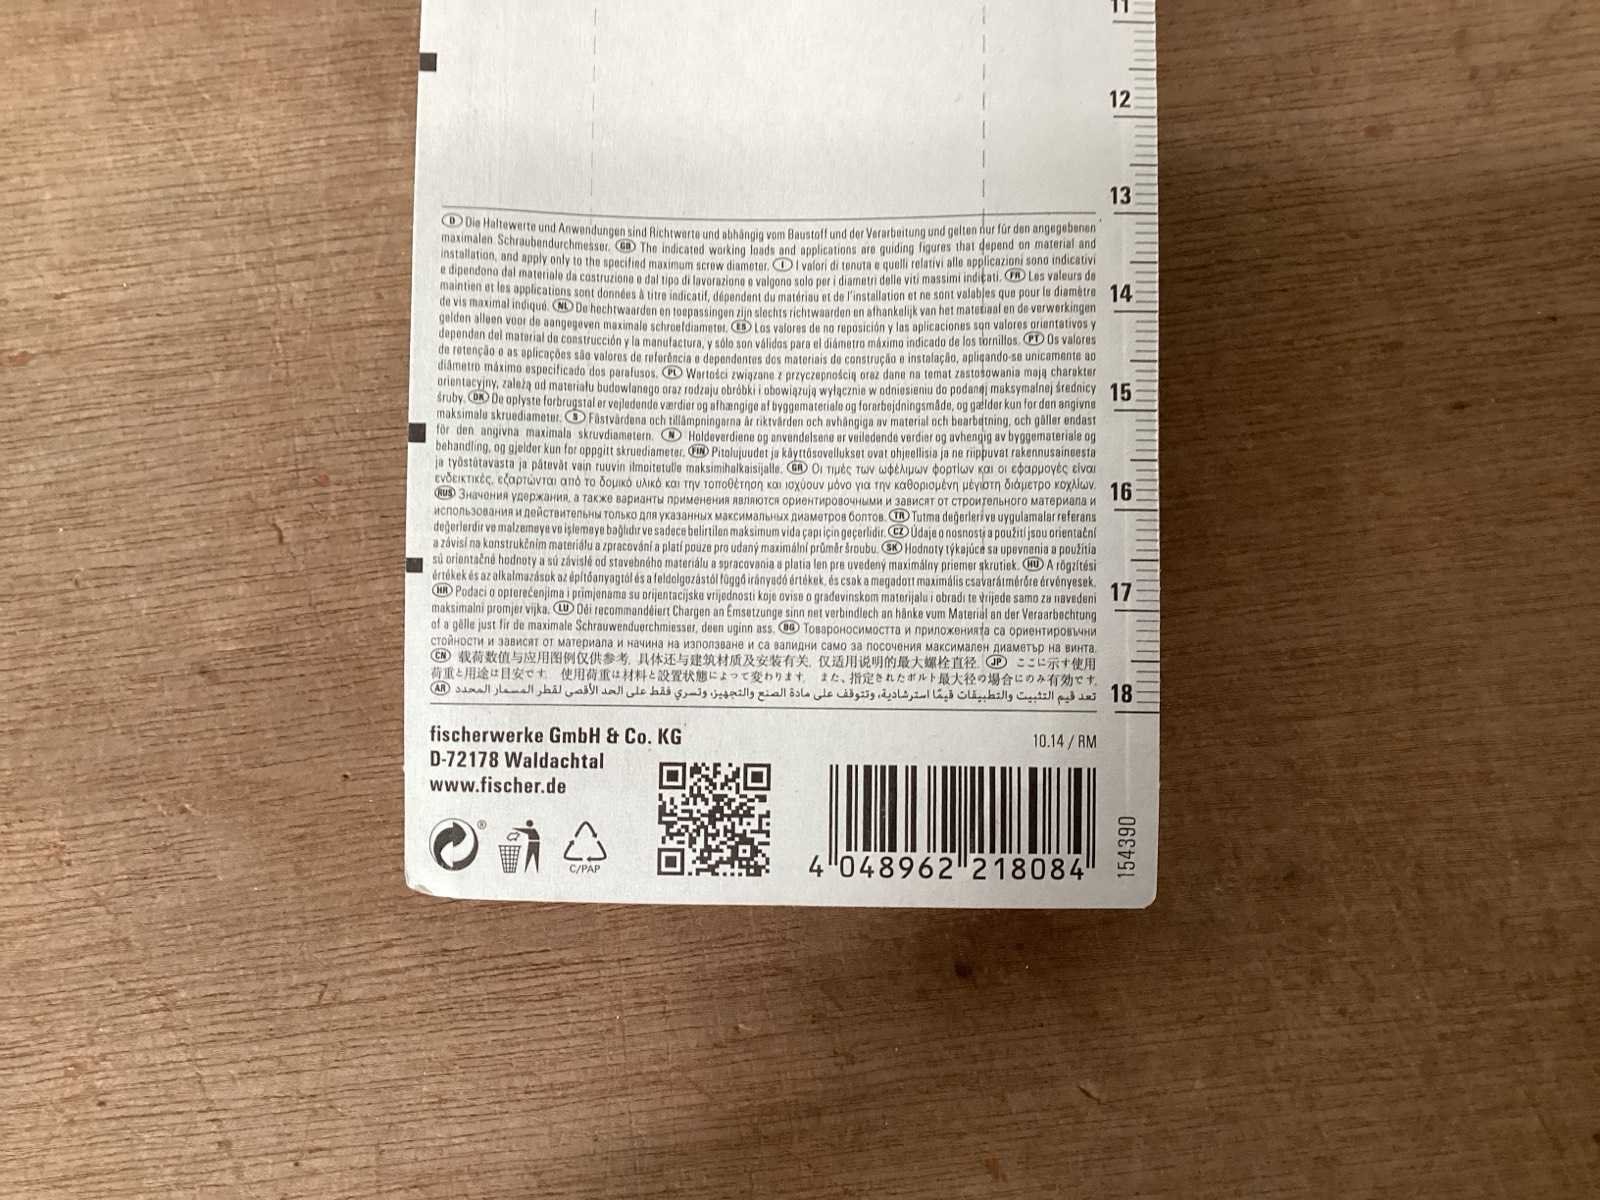 11
12
13
D Die Haltewerte und Anwendungen sind Richtwerte und abhängig vom Baustoff und der Verarbeitung und gelten nur für den angegebenen
maximalen Schraubendurchmesser. GB The indicated working loads and applications are guiding figures that depend on material and
installation, and apply only to the specified maximum screw diameter. I I valori di tenuta e quelli relativi alle applicazioni sono indicativi
e dipendono dal materiale da costruzione e dal tipo di lavorazione e valgono solo per i diametri delle viti massimi indicati. FR Les valeurs de
maintien et les applications sont données à titre indicatif, dépendent du matériau et de l'installation et ne sont valables que pour le diamètre
14
de vis maximal indiqué. NL De hechtwaarden en toepassingen zijn slechts richtwaarden en afhankelijk van het materiaal en de verwerkingen
gelden alleen voor de aangegeven maximale schroefdiameter. ES Los valores de no reposición y las aplicaciones son valores orientativos y
dependen del material de construcción y la manufactura, y sólo son válidos para el diámetro máximo indicado de los tornillos. PT Os valores
de retenção e as aplicações são valores de referência e dependentes dos materiais de construção e instalação, aplicando-se unicamente ao
diâmetro máximo especificado dos parafusos. PL Wartości związane z przyczepnością oraz dane na temat zastosowania mają charakter
orientacyjny, zależą od materiału budowlanego oraz rodzaju obróbki i obowiązują wyłącznie w odniesieniu do podanej maksymalnej średnicy
15
śruby. DK De oplyste forbrugstal er vejledende værdier og afhængige af byggemateriale og forarbejdningsmåde, og gælder kun for den angivne
maksimale skruediameter. S Fästvärdena och tillämpningarna är riktvärden och avhängiga av material och bearbetning, och gäller endast
för den angivna maximala skruvdiametern. N Holdeverdiene og anvendelsene er veiledende verdier og avhengig av byggemateriale og
behandling, og gjelder kun for oppgitt skruediameter. FIN Pitolujuudet ja käyttösovellukset ovat ohjeellisia ja ne riippuvat rakennusaineesta
ja työstötavasta ja pätevät vain ruuvin ilmoitetulle maksimihalkaisijalle. GR Οι τιμές των ωφέλιμων φορτίων και οι εφαρμογές είναι
ενδεικτικές, εξαρτώνται από το δομικό υλικό και την τοποθέτηση και ισχύουν μόνο για την καθορισμένη μέγιστη διάμετρο κοχλίων.
16
RUS Значения удержания, а также варианты применения являются ориентировочными и зависят от строительного материала и
использования и действительны только для указанных максимальных диаметров болтов. TR Tutma değerleri ve uygulamalar referans
değerlerdir ve malzemeye ve işlemeye bağlıdır ve sadece belirtilen maksimum vida çapı için geçerlidir. CZ Údaje o nosnosti a použití jsou orientační
a závisí na konstrukčním materiálu a zpracování a platí pouze pro udaný maximální průměr šroubu. SK Hodnoty týkajúce sa upevnenia a použitia
sú orientačné hodnoty a sú závislé od stavebného materiálu a spracovania a platia len pre uvedený maximálny priemer skrutiek. HU A rögzítési
értékek és az alkalmazások az építőanyagtól és a feldolgozástól függő irányadó értékek, és csak a megadott maximális csavarátmérőre érvényesek.
17
HR Podaci o opterećenjima i primjenama su orijentacijske vrijednosti koje ovise o građevinskom materijalu i obradi te vrijede samo za navedeni
maksimalni promjer vijka. LU Déi recommandéiert Chargen an Ëmsetzunge sinn net verbindlech an hänke vum Material an der Veraarbechtung
of a gëlle just fir de maximale Schrauwenduerchmiesser, deen uginn ass. BG Товароносимостта и приложенията са ориентировъчни
стойности и зависят от материала и начина на използване и са валидни само за посочения максимален диаметър на винта.
CN 载荷数值与应用图例仅供参考, 具体还与建筑材质及安装有关, 仅适用说明的最大螺栓直径. JP ここに示す使用
荷重と用途は目安です. 使用荷重は材料と設置状態によって変わります. また、指定されたボルト最大径の場合にのみ有効です.
AR تعد قيم التثبيت والتطبيقات قيمًا استرشادية، وتتوقف على مادة الصنع والتجهيز، وتسري فقط على الحد الأقصى لقطر المسمار المحدد
18
fischerwerke GmbH & Co. KG
10.14 / RM
D-72178 Waldachtal
www.fischer.de
®
C/PAP
4 048962 218084
154390